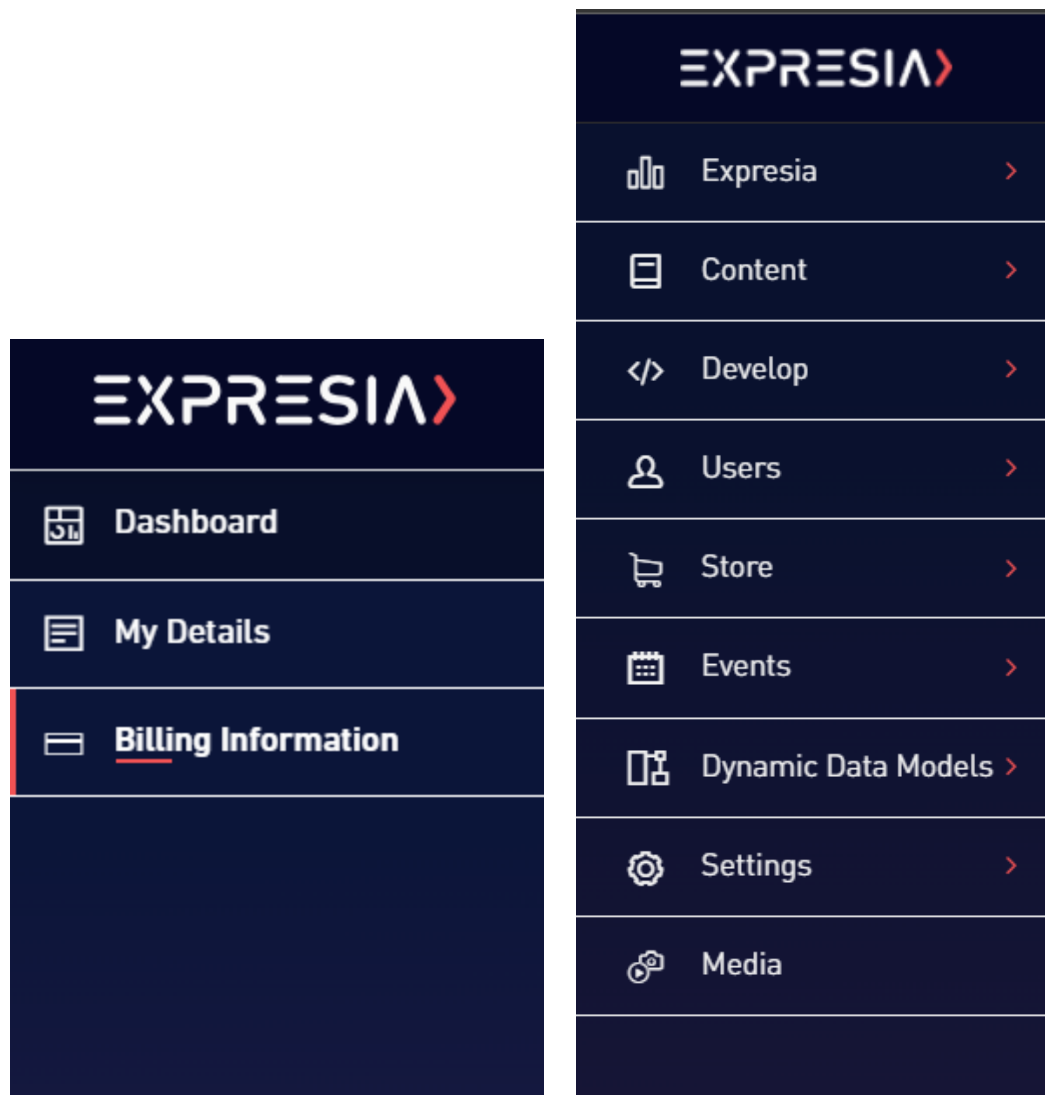 EXPRESIA
Dashboard
My Details
Billing Information
EXPRESIA
Expresia
Content
Develop
Users
Store
Events
Dynamic Data Models
Settings
Media